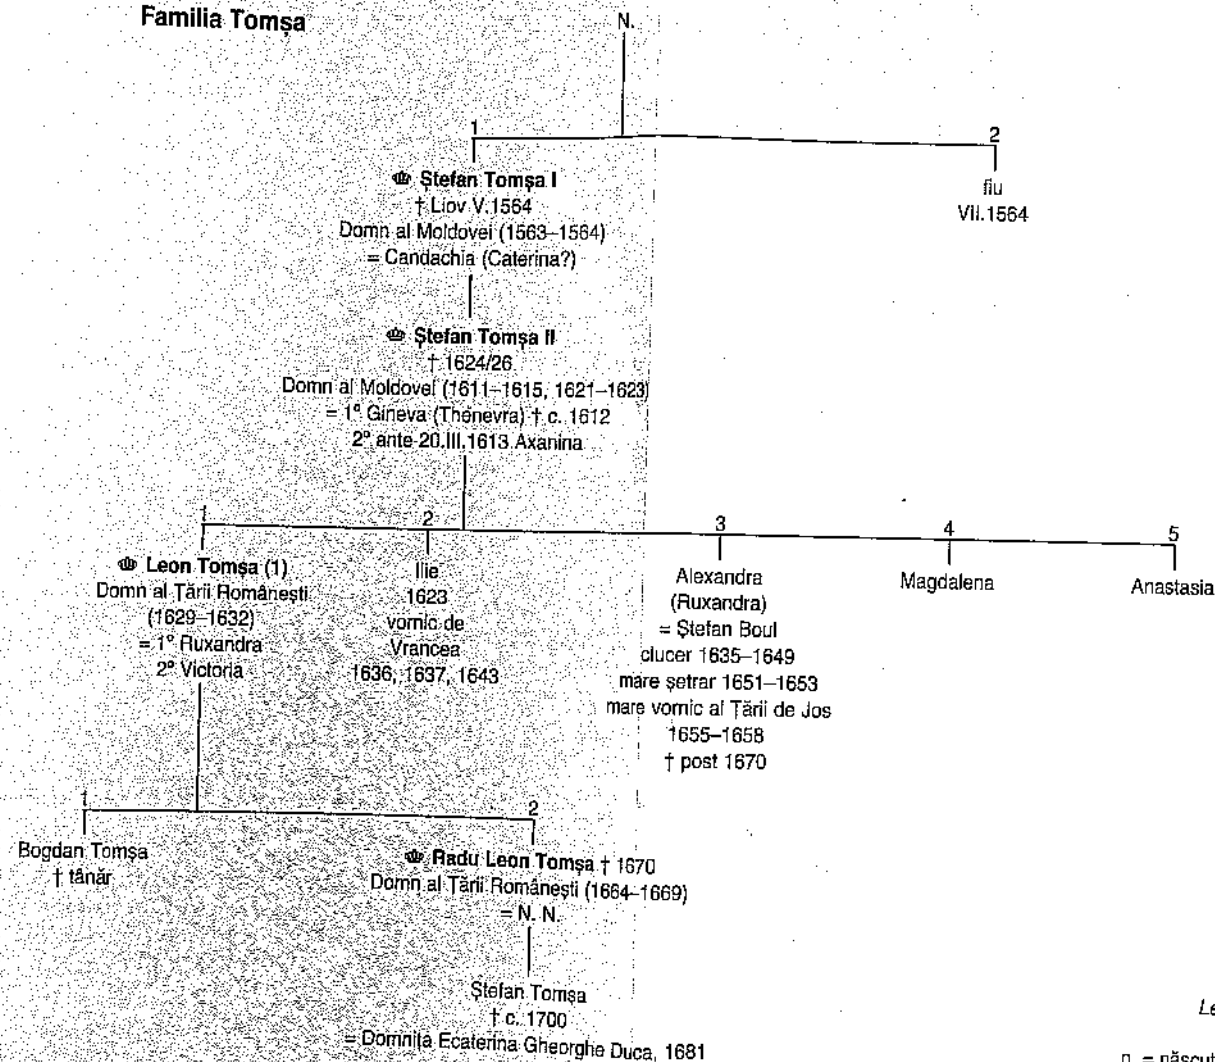 Familia Tomșa
N.
1
2
Ștefan Tomșa I
† Liov V.1564
Domn al Moldovei (1563–1564)
= Candachia (Caterina?)
fiu
VII.1564
Ștefan Tomșa II
† 1624/26
Domn al Moldovei (1611–1615, 1621–1623)
= 1° Gineva (Thenevra) † c. 1612
2° ante 20.III.1613 Axanina
1
2
3
4
5
Leon Tomșa (1)
Domn al Țării Românești
(1629–1632)
= 1° Ruxandra
2° Victoria
Ilie
1623
vornic de
Vrancea
1636, 1637, 1643
Alexandra
(Ruxandra)
= Ștefan Boul
clucer 1635–1649
mare șetrar 1651–1653
mare vornic al Țării de Jos
1655–1658
† post 1670
Magdalena
Anastasia
1
2
Bogdan Tomșa
† tânăr
Radu Leon Tomșa † 1670
Domn al Țării Românești (1664–1669)
= N. N.
Ștefan Tomșa
† c. 1700
= Domnița Ecaterina Gheorghe Duca, 1681
Le
n. = născut